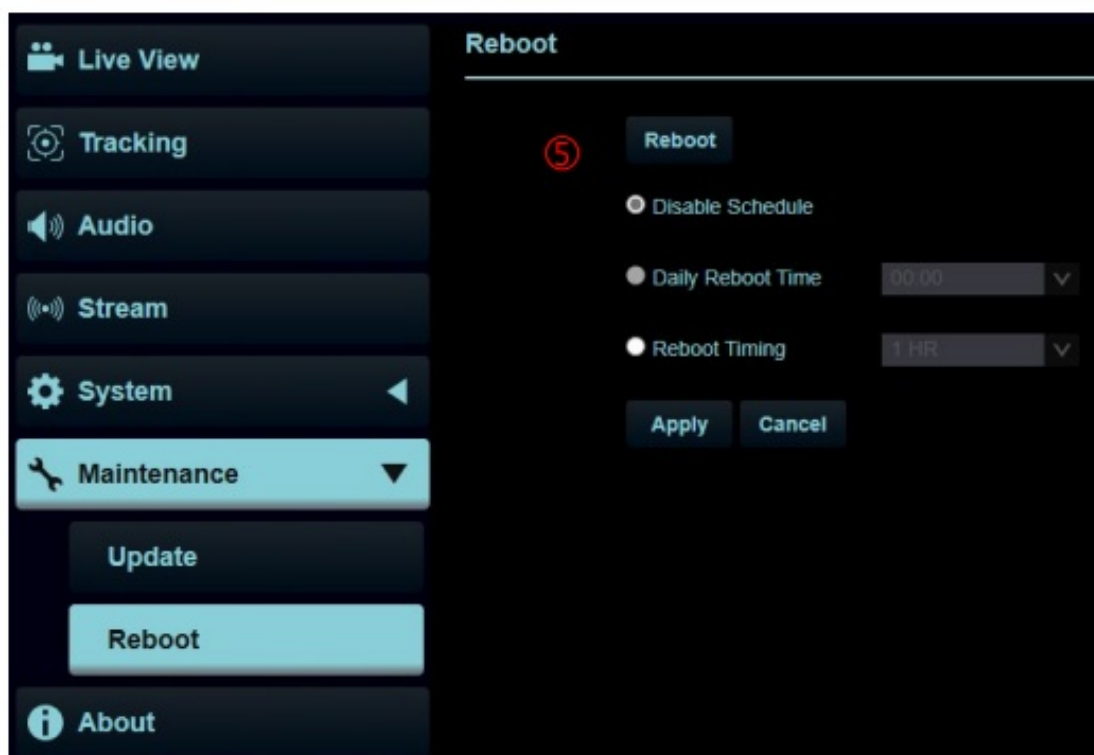 Live View
Tracking
Audio
Stream
System
Maintenance
Update
Reboot
About
Reboot
⑤
Reboot
Disable Schedule
Daily Reboot Time 00:00
Reboot Timing 1 HR
Apply Cancel